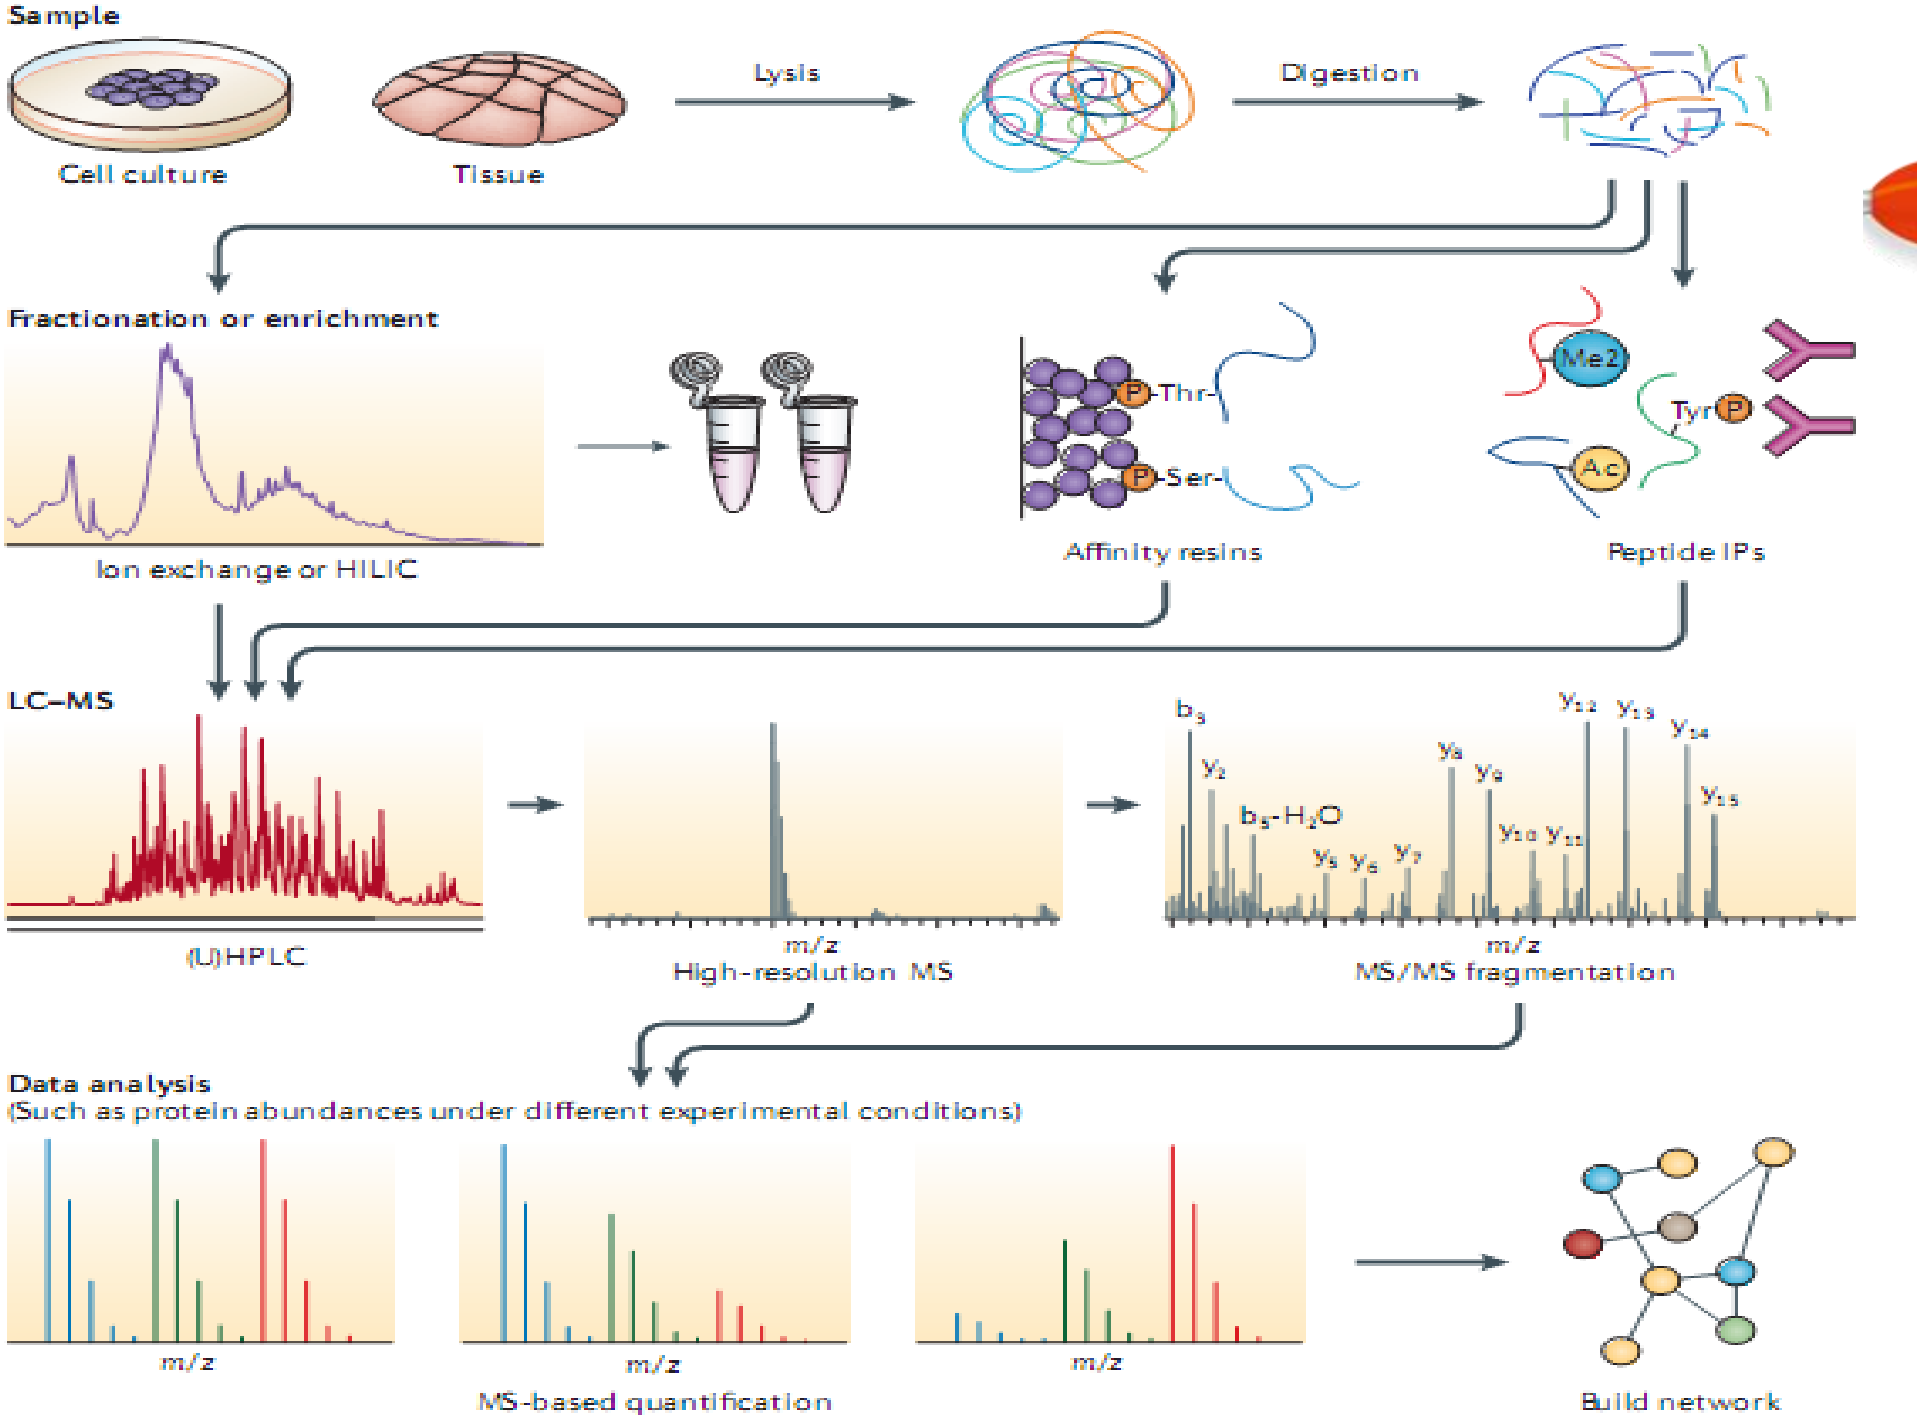 Sample
Lysis
Digestion
Cell culture
Tissue
Fractionation or enrichment
Me2
P-Thr-
Tyr P
Ac
P-Ser-
Ion exchange or HILIC
Affinity resins
Peptide IPs
LC–MS
b₃
y₂
b₅-H₂O
y₅
y₆
y₇
y₈
y₉
y₁₀
y₁₁
y₁₂
y₁₃
y₁₄
y₁₅
(U)HPLC
m/z
High-resolution MS
m/z
MS/MS fragmentation
Data analysis
(Such as protein abundances under different experimental conditions)
m/z
m/z
m/z
MS-based quantification
Build network